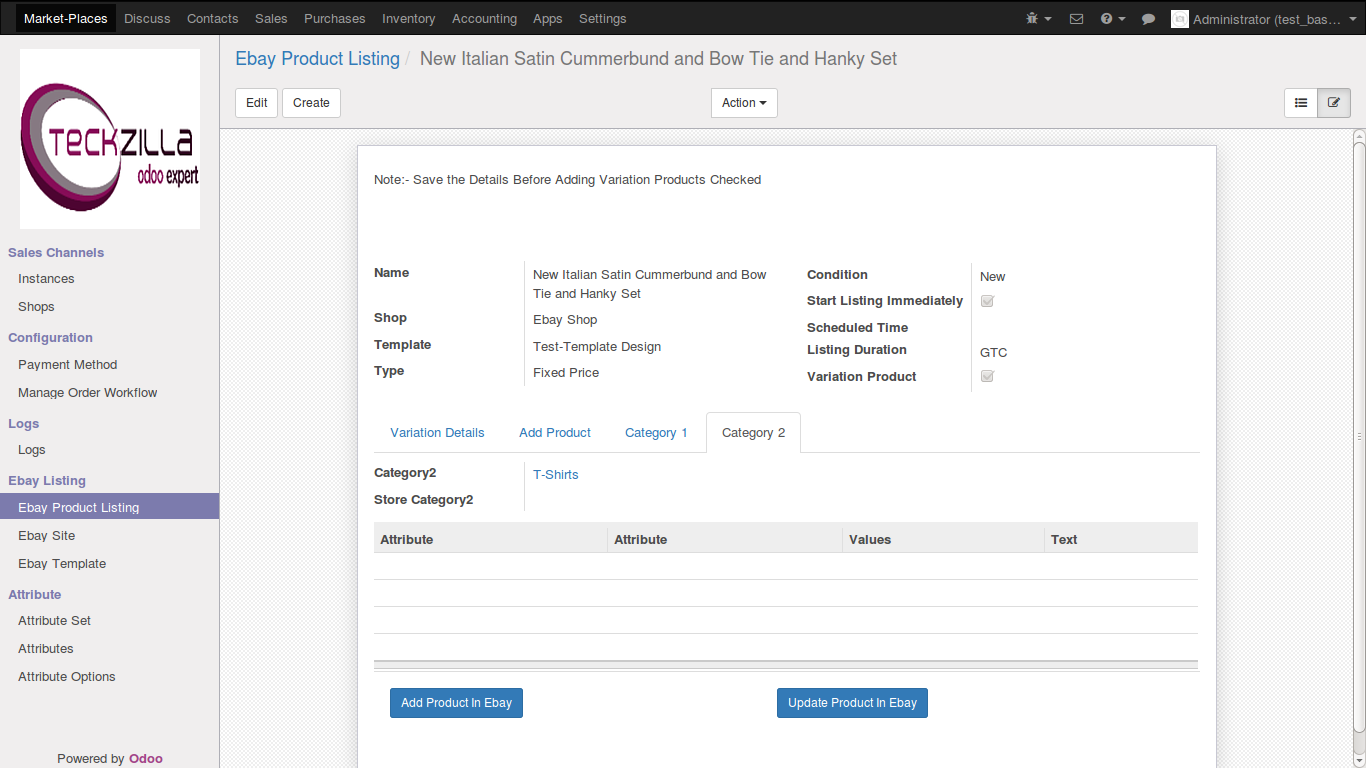 Market-Places Discuss Contacts Sales Purchases Inventory Accounting Apps Settings Administrator (test_bas...
TECKZILLA
odoo expert
Sales Channels
Instances
Shops
Configuration
Payment Method
Manage Order Workflow
Logs
Logs
Ebay Listing
Ebay Product Listing
Ebay Site
Ebay Template
Attribute
Attribute Set
Attributes
Attribute Options
Powered by Odoo
Ebay Product Listing / New Italian Satin Cummerbund and Bow Tie and Hanky Set
Edit Create Action
Note:- Save the Details Before Adding Variation Products Checked
Name New Italian Satin Cummerbund and Bow
Tie and Hanky Set
Shop Ebay Shop
Template Test-Template Design
Type Fixed Price
Condition New
Start Listing Immediately
Scheduled Time
Listing Duration GTC
Variation Product
Variation Details Add Product Category 1 Category 2
Category2 T-Shirts
Store Category2
Attribute Attribute Values Text
Add Product In Ebay Update Product In Ebay